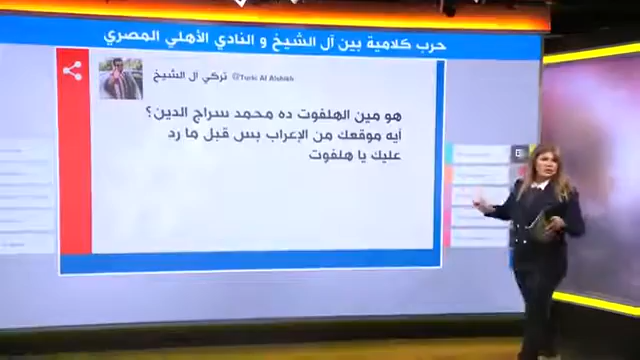 حرب كلامية بين آل الشيخ و النادي الأهلي المصري
تركي آل الشيخ @Turki Al Alshikh
هو مين الهلفوت ده محمد سراج الدين؟
أيه موقعك من الإعراب بس قبل ما رد
عليك يا هلفوت